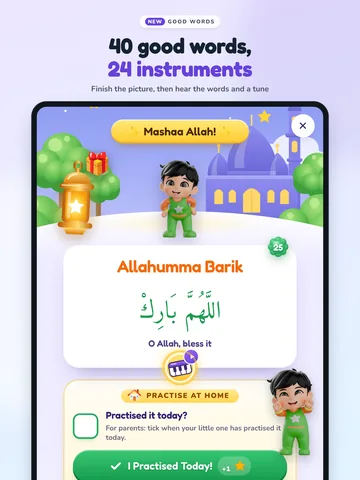 NEW GOOD WORDS
40 good words,
24 instruments
Finish the picture, then hear the words and a tune
Mashaa Allah!
25
Allahumma Barik
اللَّهُمَّ بَارِكْ
O Allah, bless it
PRACTISE AT HOME
Practised it today?
For parents: tick when your little one has practised it
today.
I Practised Today! +1